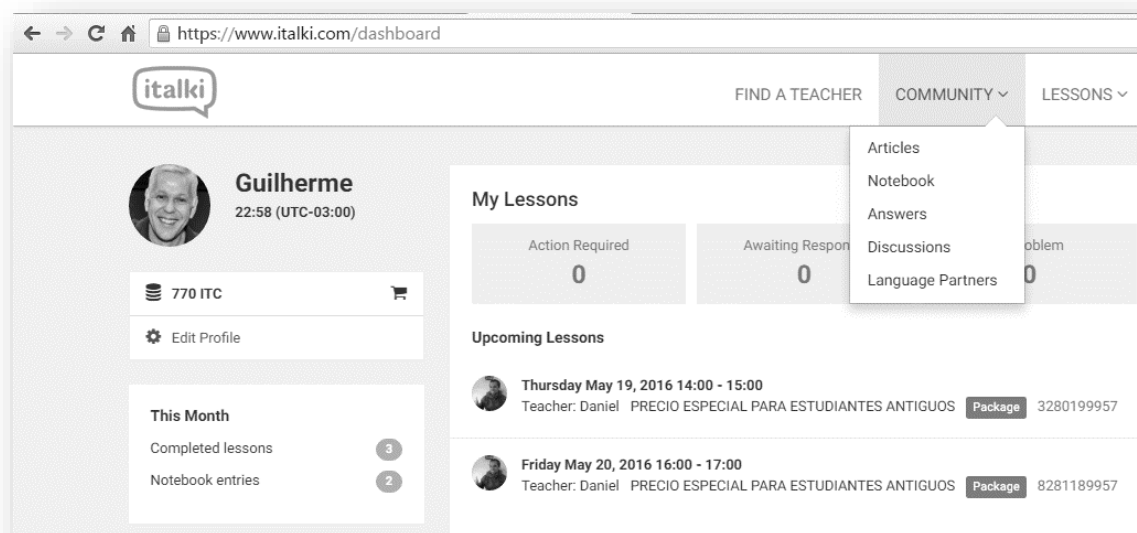 https://www.italki.com/dashboard
italki
FIND A TEACHER
COMMUNITY
LESSONS
Articles
Notebook
Answers
Discussions
Language Partners
Guilherme
22:58 (UTC-03:00)
770 ITC
Edit Profile
This Month
Completed lessons 3
Notebook entries 2
My Lessons
Action Required
0
Awaiting Respon
0
oblem
0
Upcoming Lessons
Thursday May 19, 2016 14:00 - 15:00
Teacher: Daniel PRECIO ESPECIAL PARA ESTUDIANTES ANTIGUOS Package 3280199957
Friday May 20, 2016 16:00 - 17:00
Teacher: Daniel PRECIO ESPECIAL PARA ESTUDIANTES ANTIGUOS Package 8281189957